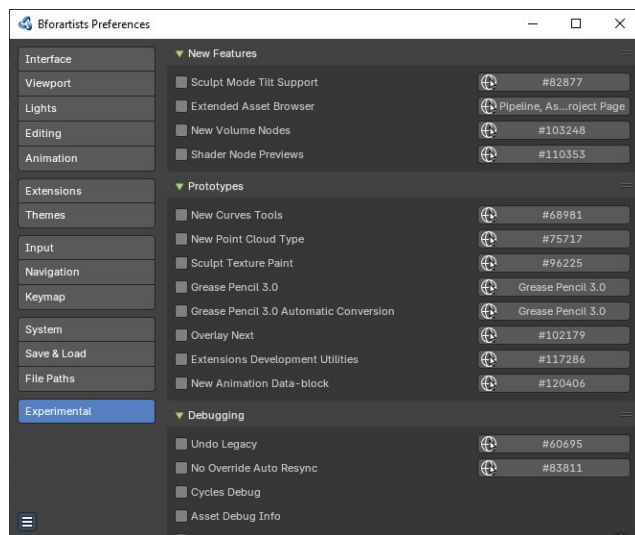 Bforartists Preferences
Interface
Viewport
Lights
Editing
Animation
Extensions
Themes
Input
Navigation
Keymap
System
Save & Load
File Paths
Experimental
New Features
Sculpt Mode Tilt Support #82877
Extended Asset Browser Pipeline, As...roject Page
New Volume Nodes #103248
Shader Node Previews #110353
Prototypes
New Curves Tools #68981
New Point Cloud Type #75717
Sculpt Texture Paint #96225
Grease Pencil 3.0 Grease Pencil 3.0
Grease Pencil 3.0 Automatic Conversion Grease Pencil 3.0
Overlay Next #102179
Extensions Development Utilities #117286
New Animation Data-block #120406
Debugging
Undo Legacy #60695
No Override Auto Resync #83811
Cycles Debug
Asset Debug Info